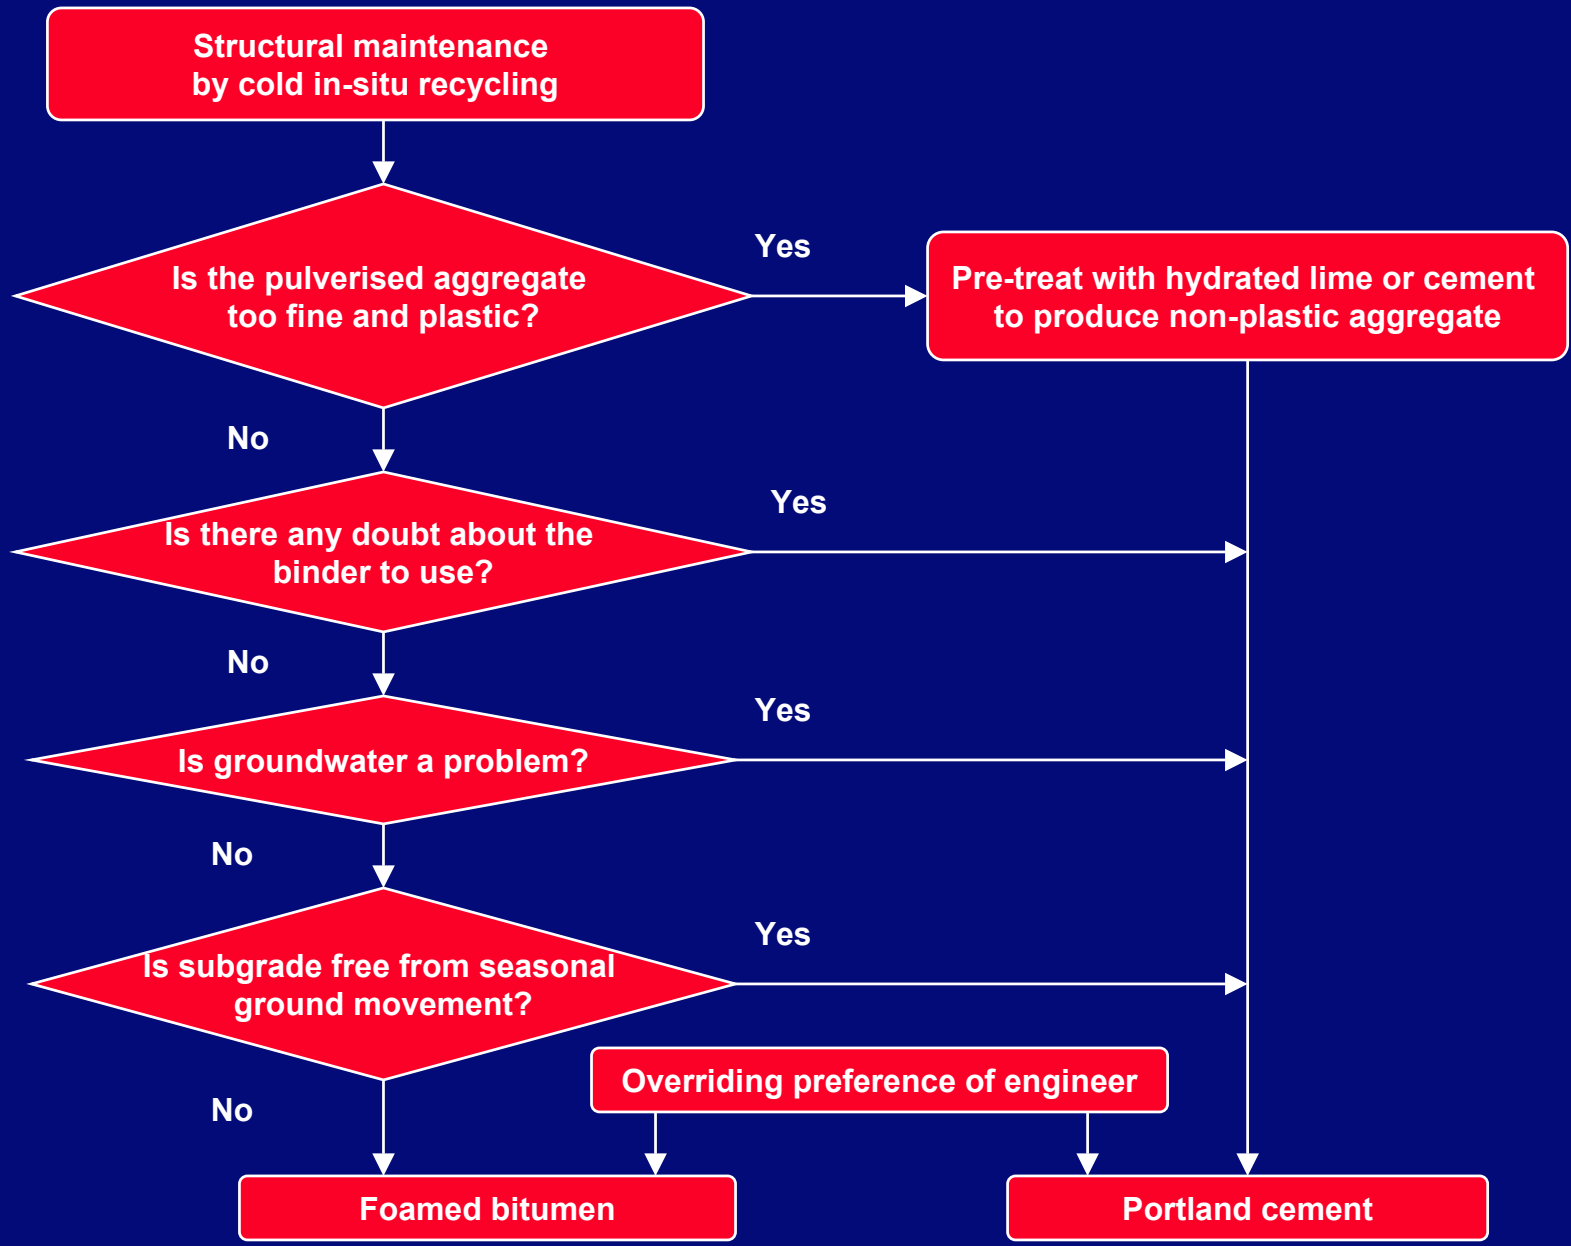 Structural maintenance
by cold in-situ recycling
Is the pulverised aggregate
too fine and plastic?
Yes
Pre-treat with hydrated lime or cement
to produce non-plastic aggregate
No
Is there any doubt about the
binder to use?
Yes
No
Is groundwater a problem?
Yes
No
Is subgrade free from seasonal
ground movement?
Yes
No
Overriding preference of engineer
Foamed bitumen
Portland cement